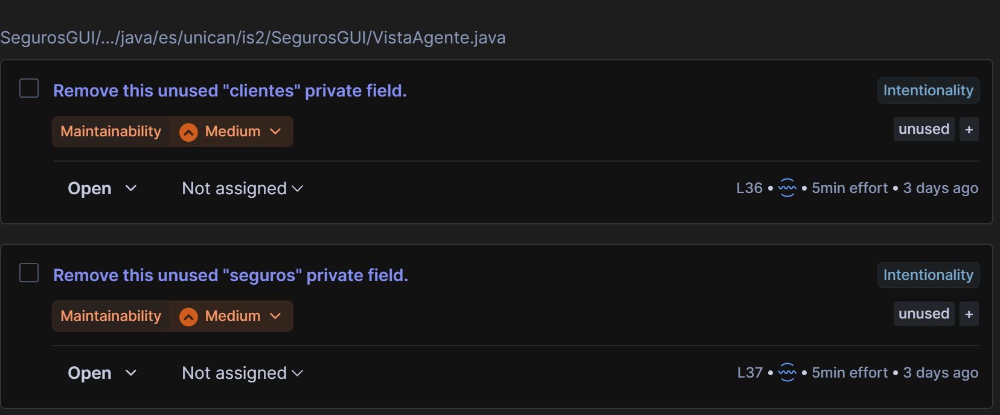 SegurosGUI/.../java/es/unican/is2/SegurosGUI/VistaAgente.java
Remove this unused "clientes" private field.
Intentionality
Maintainability Medium
unused +
Open Not assigned
L36 • • 5min effort • 3 days ago
Remove this unused "seguros" private field.
Intentionality
Maintainability Medium
unused +
Open Not assigned
L37 • • 5min effort • 3 days ago